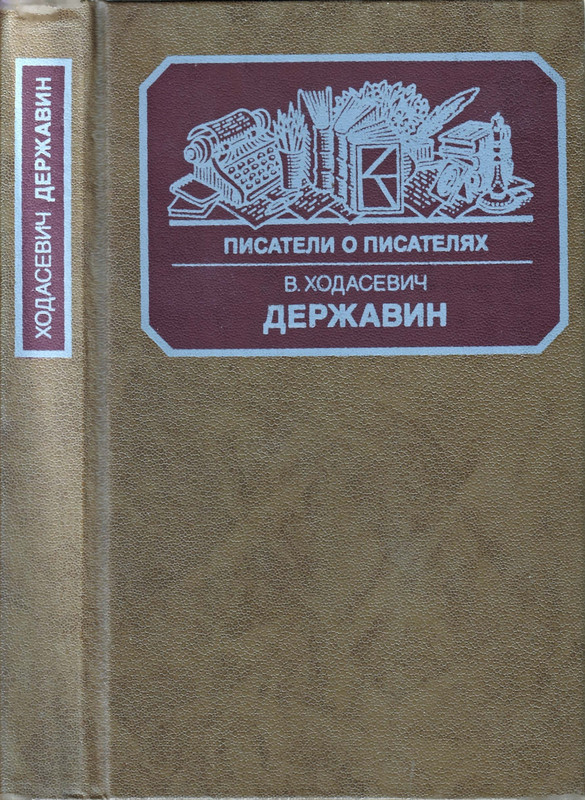 ХОДАСЕВИЧ ДЕРЖАВИН
ПИСАТЕЛИ О ПИСАТЕЛЯХ
В. ХОДАСЕВИЧ
ДЕРЖАВИН